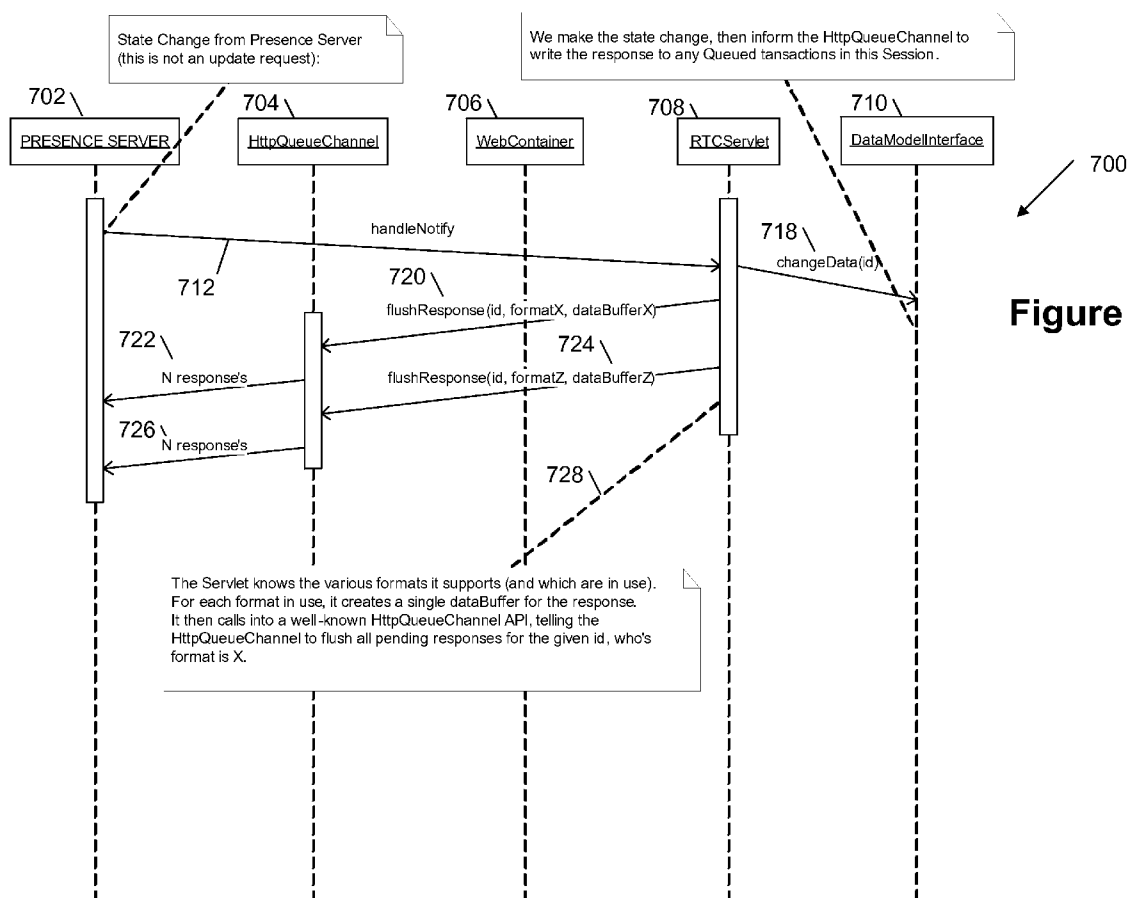 State Change from Presence Server
(this is not an update request):
We make the state change, then inform the HttpQueueChannel to
write the response to any Queued tansactions in this Session.
702
704
706
708
710
PRESENCE SERVER
HttpQueueChannel
WebContainer
RTCServlet
DataModelInterface
700
handleNotify
712
718
changeData(id)
720
flushResponse(id, formatX, dataBufferX)
Figure
722
N response's
724
flushResponse(id, formatZ, dataBufferZ)
726
N response's
728
The Servlet knows the various formats it supports (and which are in use).
For each format in use, it creates a single dataBuffer for the response.
It then calls into a well-known HttpQueueChannel API, telling the
HttpQueueChannel to flush all pending responses for the given id, who's
format is X.